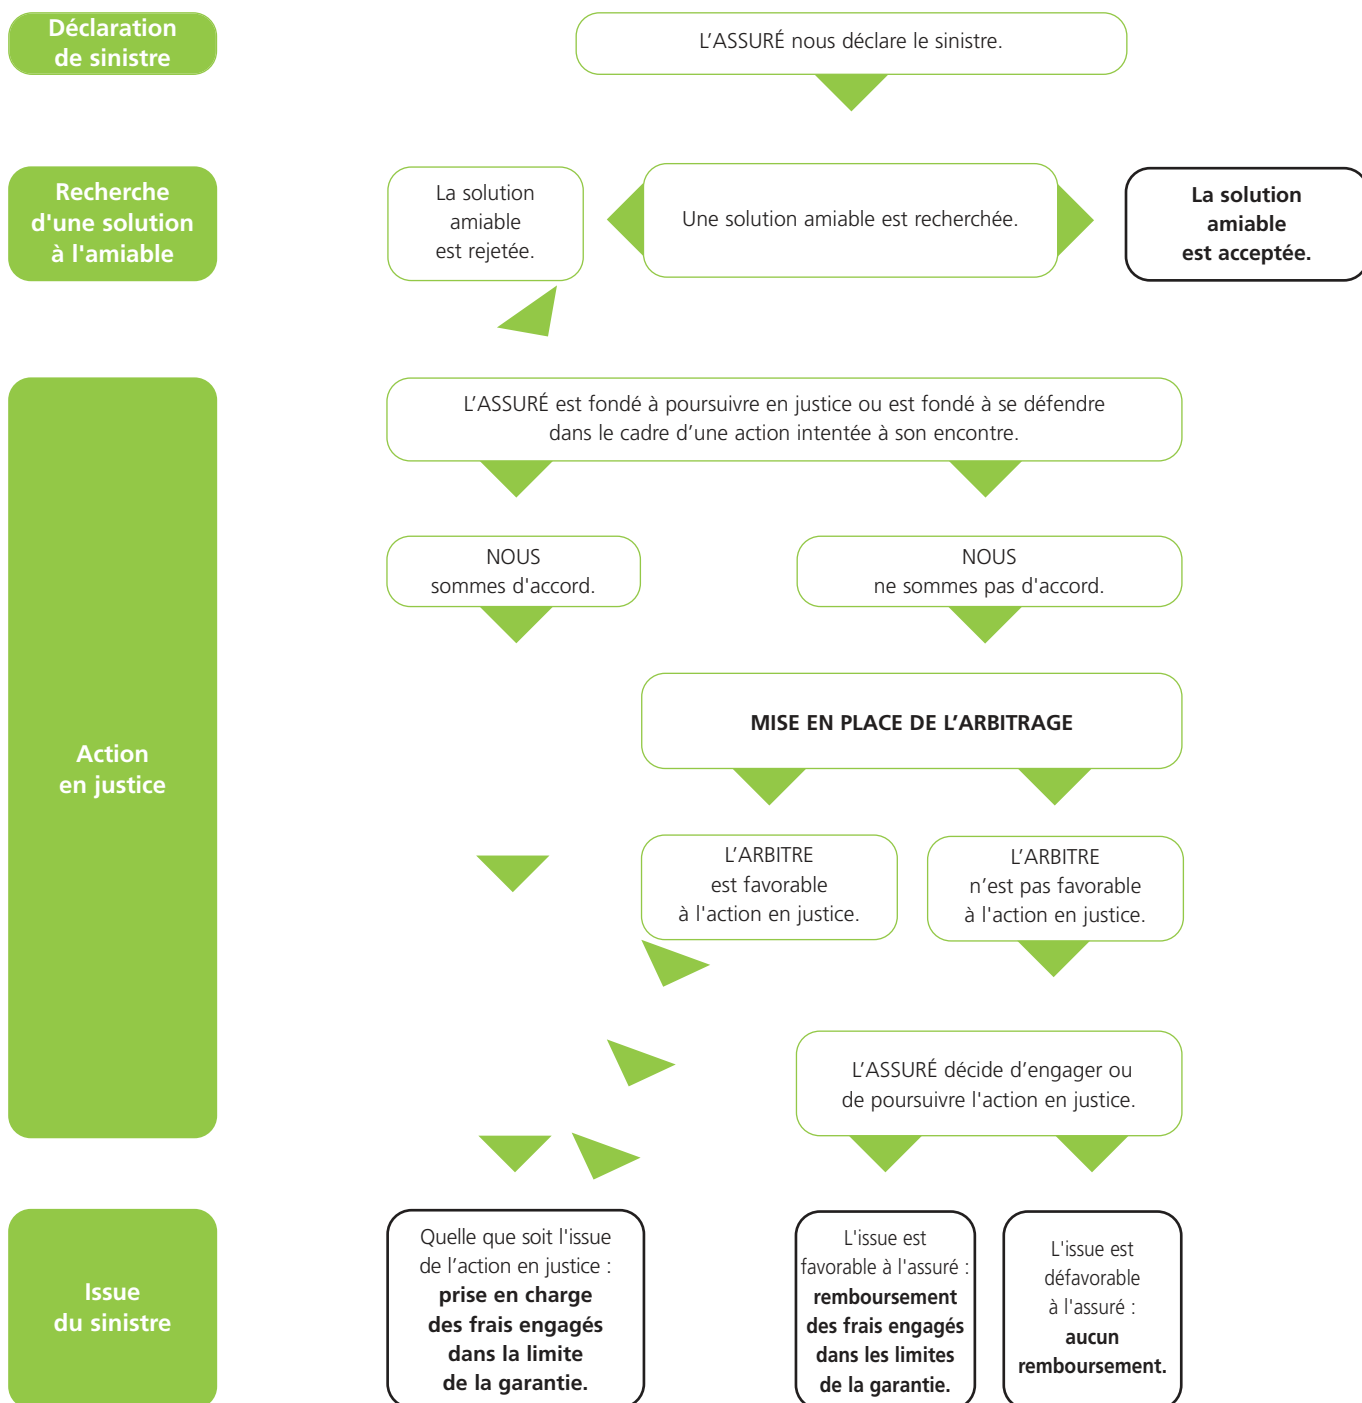 Déclaration
de sinistre
L’ASSURÉ nous déclare le sinistre.
Recherche
d'une solution
à l'amiable
La solution
amiable
est rejetée.
Une solution amiable est recherchée.
La solution
amiable
est acceptée.
Action
en justice
L’ASSURÉ est fondé à poursuivre en justice ou est fondé à se défendre
dans le cadre d’une action intentée à son encontre.
NOUS
sommes d'accord.
NOUS
ne sommes pas d'accord.
MISE EN PLACE DE L’ARBITRAGE
L’ARBITRE
est favorable
à l'action en justice.
L’ARBITRE
n’est pas favorable
à l'action en justice.
L’ASSURÉ décide d’engager ou
de poursuivre l'action en justice.
Issue
du sinistre
Quelle que soit l'issue
de l’action en justice :
prise en charge
des frais engagés
dans la limite
de la garantie.
L'issue est
favorable à l'assuré :
remboursement
des frais engagés
dans les limites
de la garantie.
L'issue est
défavorable
à l'assuré :
aucun
remboursement.